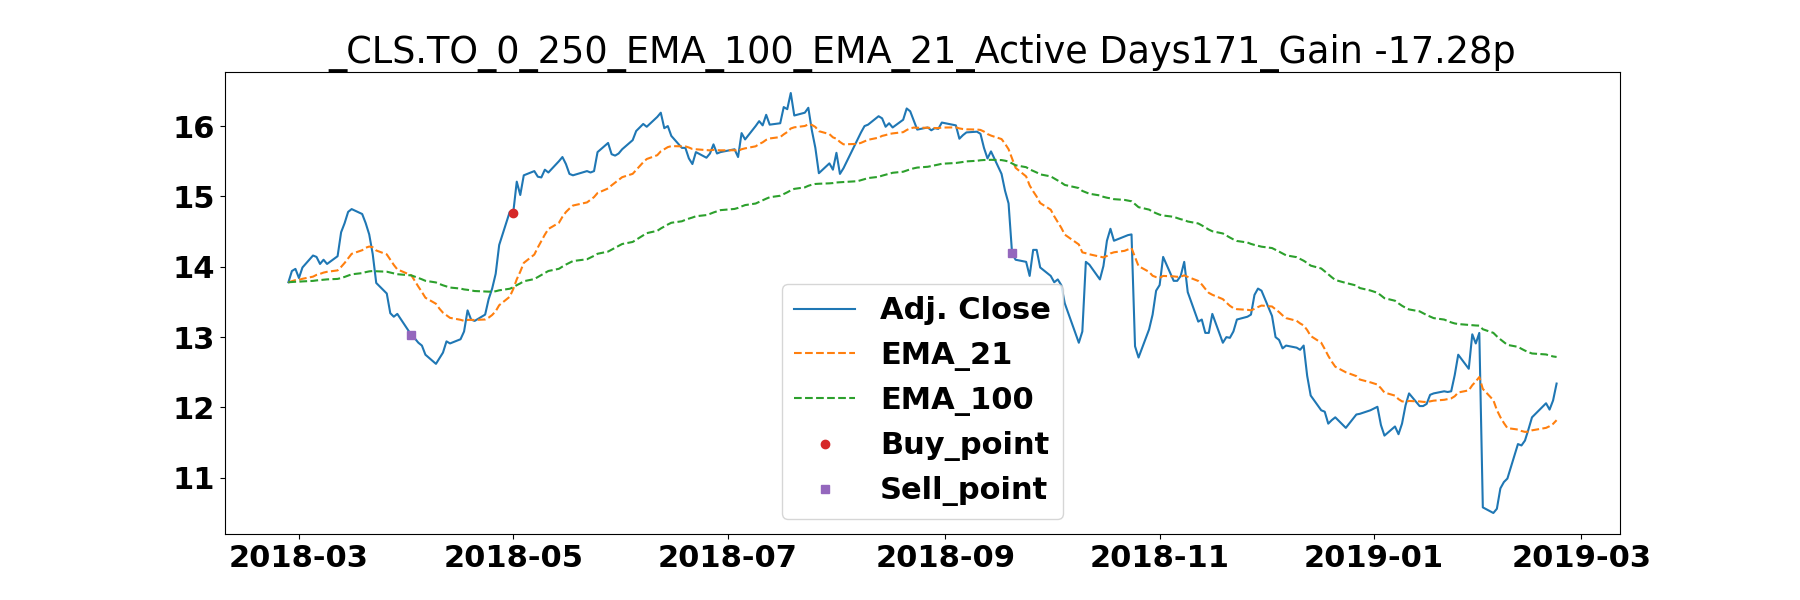 _CLS.TO_0_250_EMA_100_EMA_21_Active Days171_Gain -17.28p
16
15
14
13
12
11
Adj. Close
EMA_21
EMA_100
Buy_point
Sell_point
2018-03 2018-05 2018-07 2018-09 2018-11 2019-01 2019-03